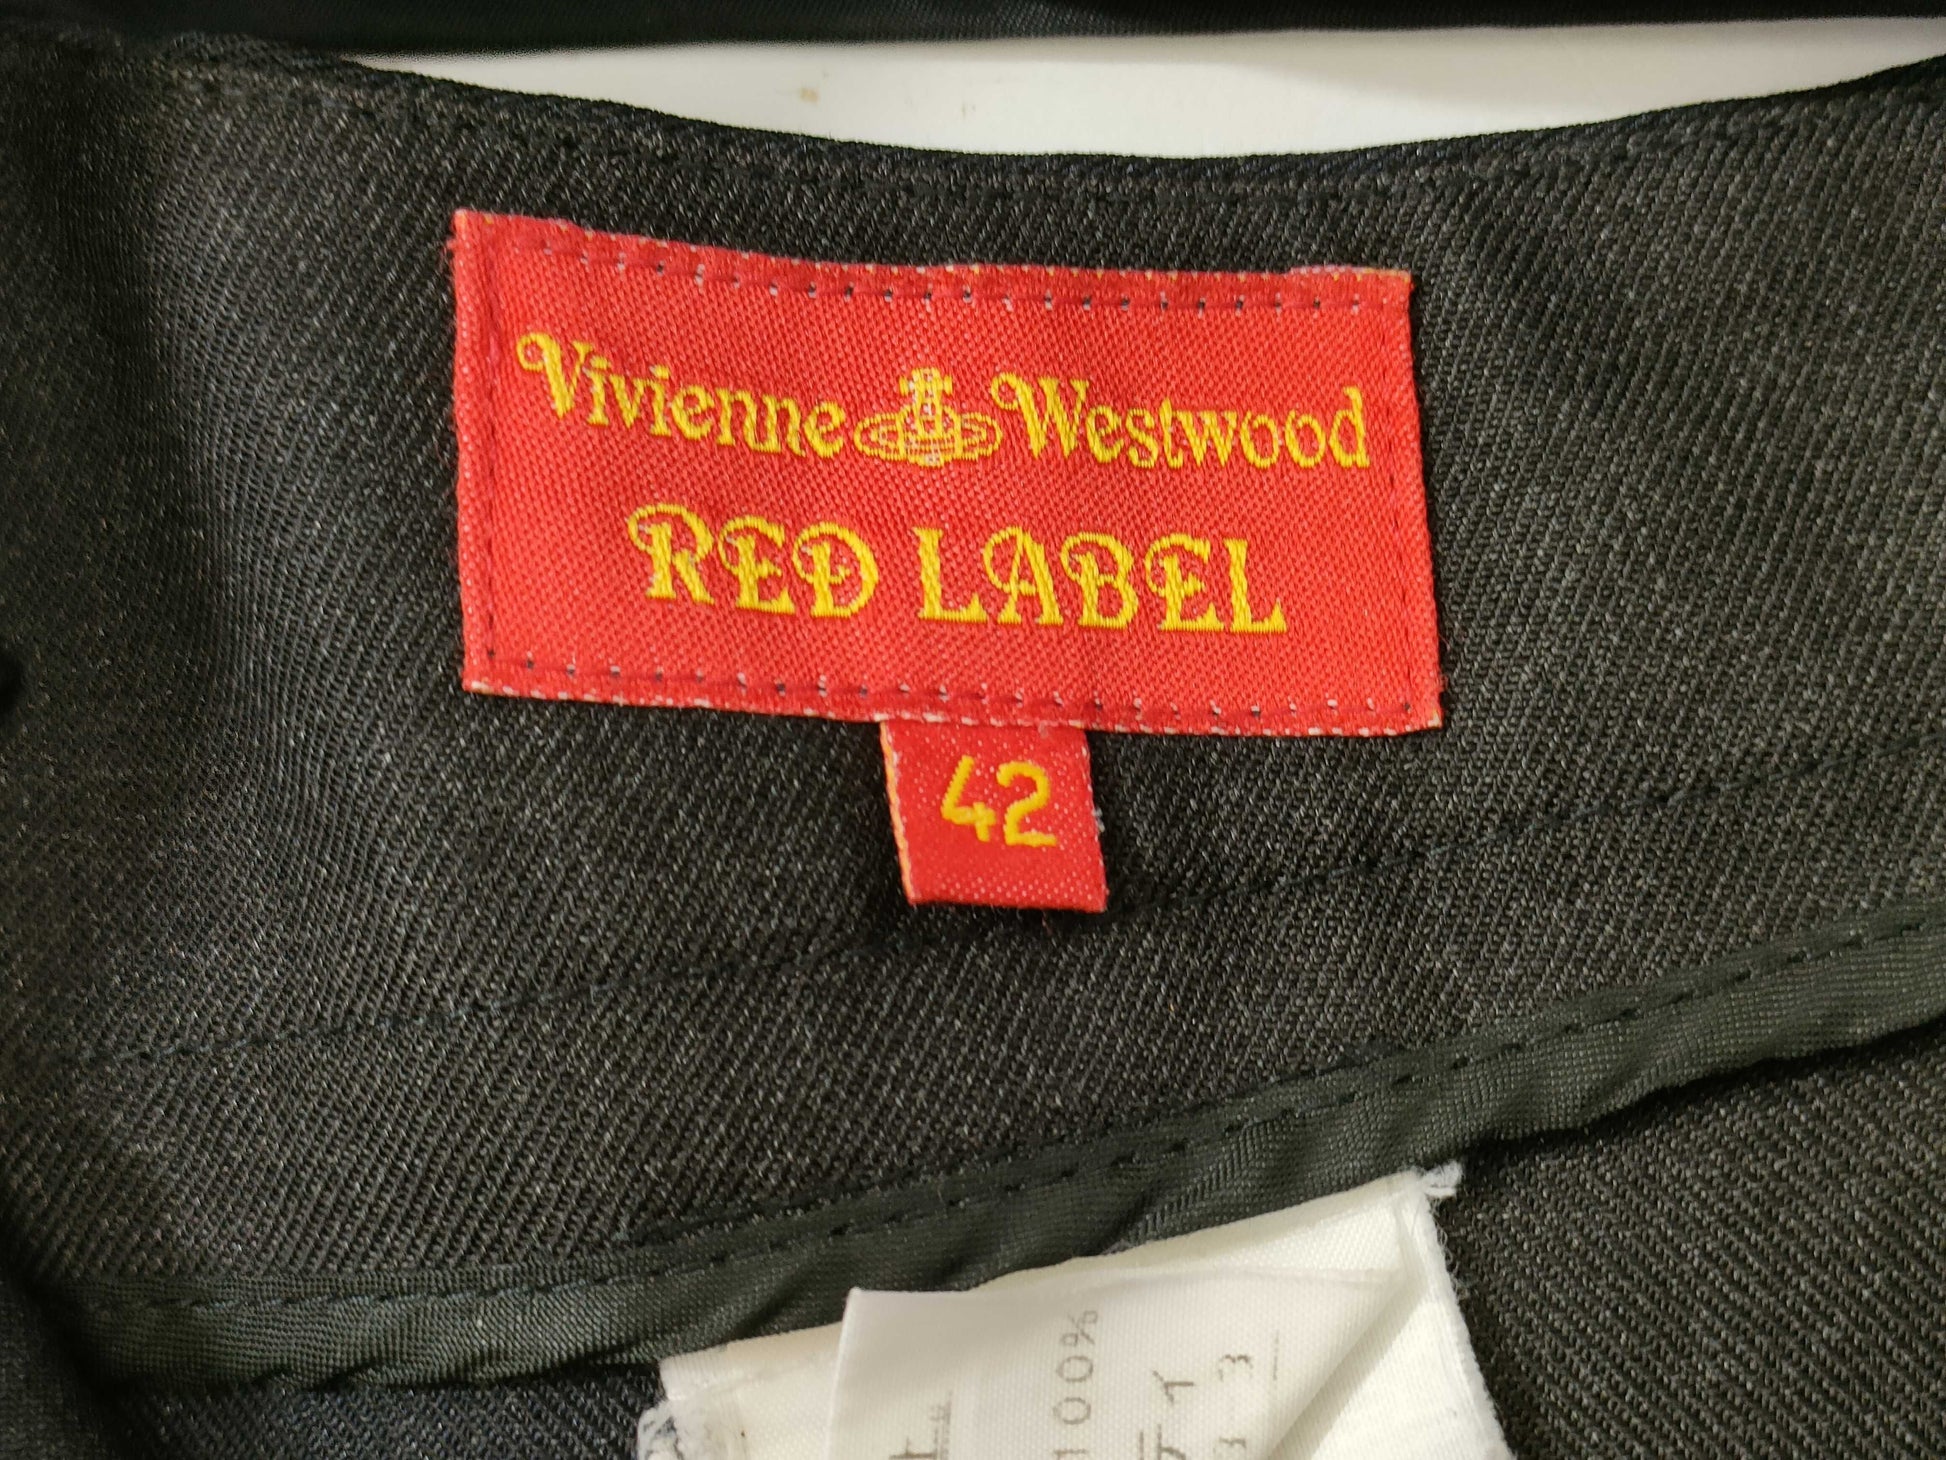 Vivienne Westwood
RED LABEL
42
100%